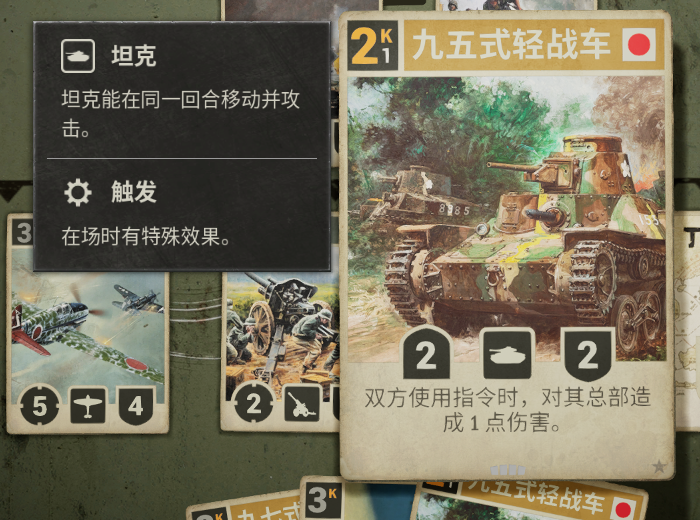 坦克
坦克能在同一回合移动并攻
击。
触发
在场时有特殊效果。
2K
1
九五式轻战车
8985
2
2
双方使用指令时，对其总部造
成 1 点伤害。
3
5
4
2
3K
九五式轻战车